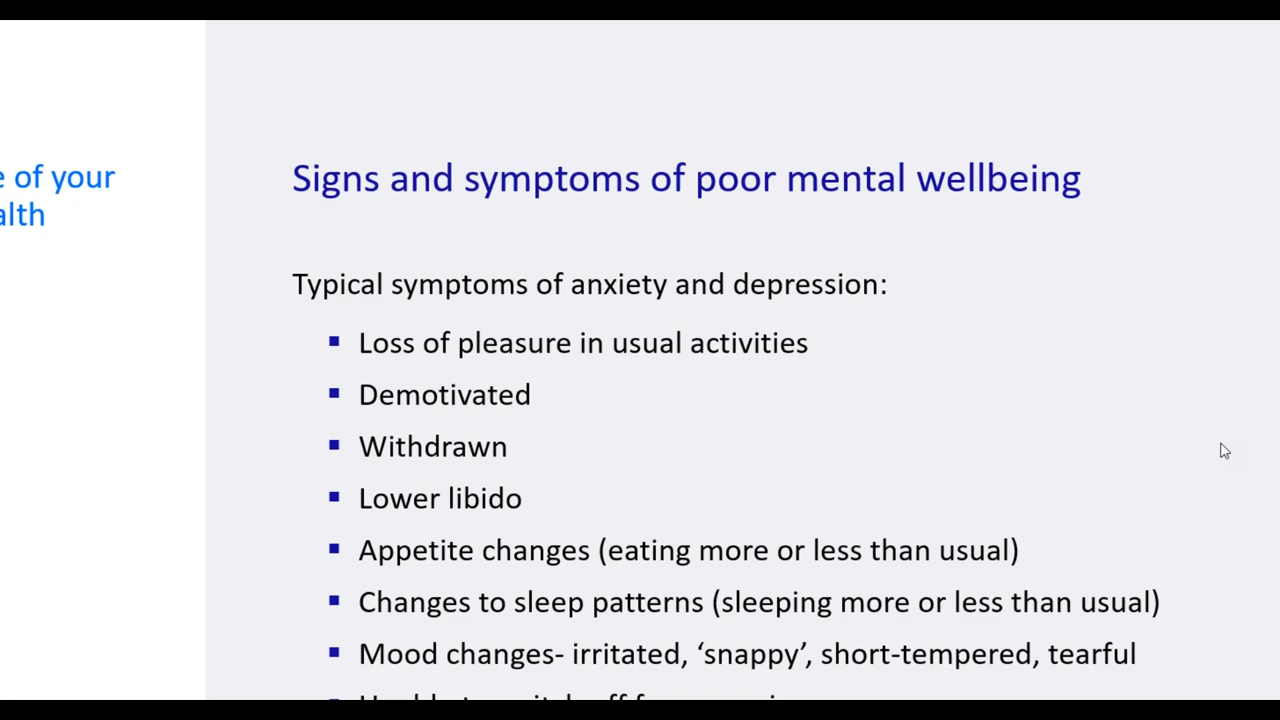 of your
Signs and symptoms of poor mental wellbeing
Typical symptoms of anxiety and depression:
▪ Loss of pleasure in usual activities
▪ Demotivated
▪ Withdrawn
▪ Lower libido
▪ Appetite changes (eating more or less than usual)
▪ Changes to sleep patterns (sleeping more or less than usual)
▪ Mood changes- irritated, ‘snappy’, short-tempered, tearful